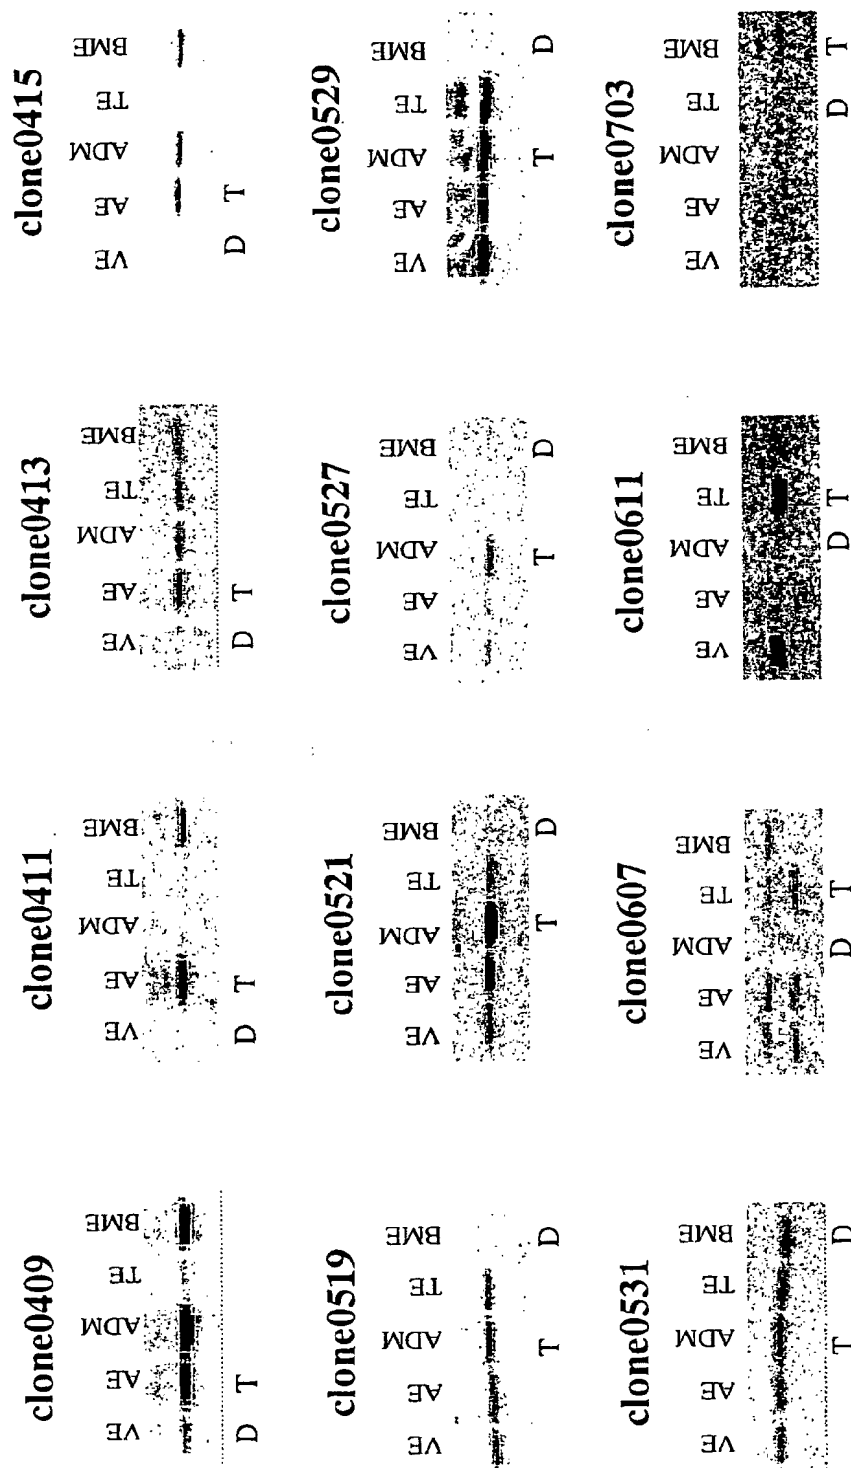 clone0409
VE AE ADM TE BME
D T
clone0411
VE AE ADM TE BME
D T
clone0413
VE AE ADM TE BME
D T
clone0415
VE AE ADM TE BME
D T
clone0519
VE AE ADM TE BME
T D
clone0521
VE AE ADM TE BME
T D
clone0527
VE AE ADM TE BME
T D
clone0529
VE AE ADM TE BME
T D
clone0531
VE AE ADM TE BME
T D
clone0607
VE AE ADM TE BME
D T
clone0611
VE AE ADM TE BME
D T
clone0703
VE AE ADM TE BME
D T